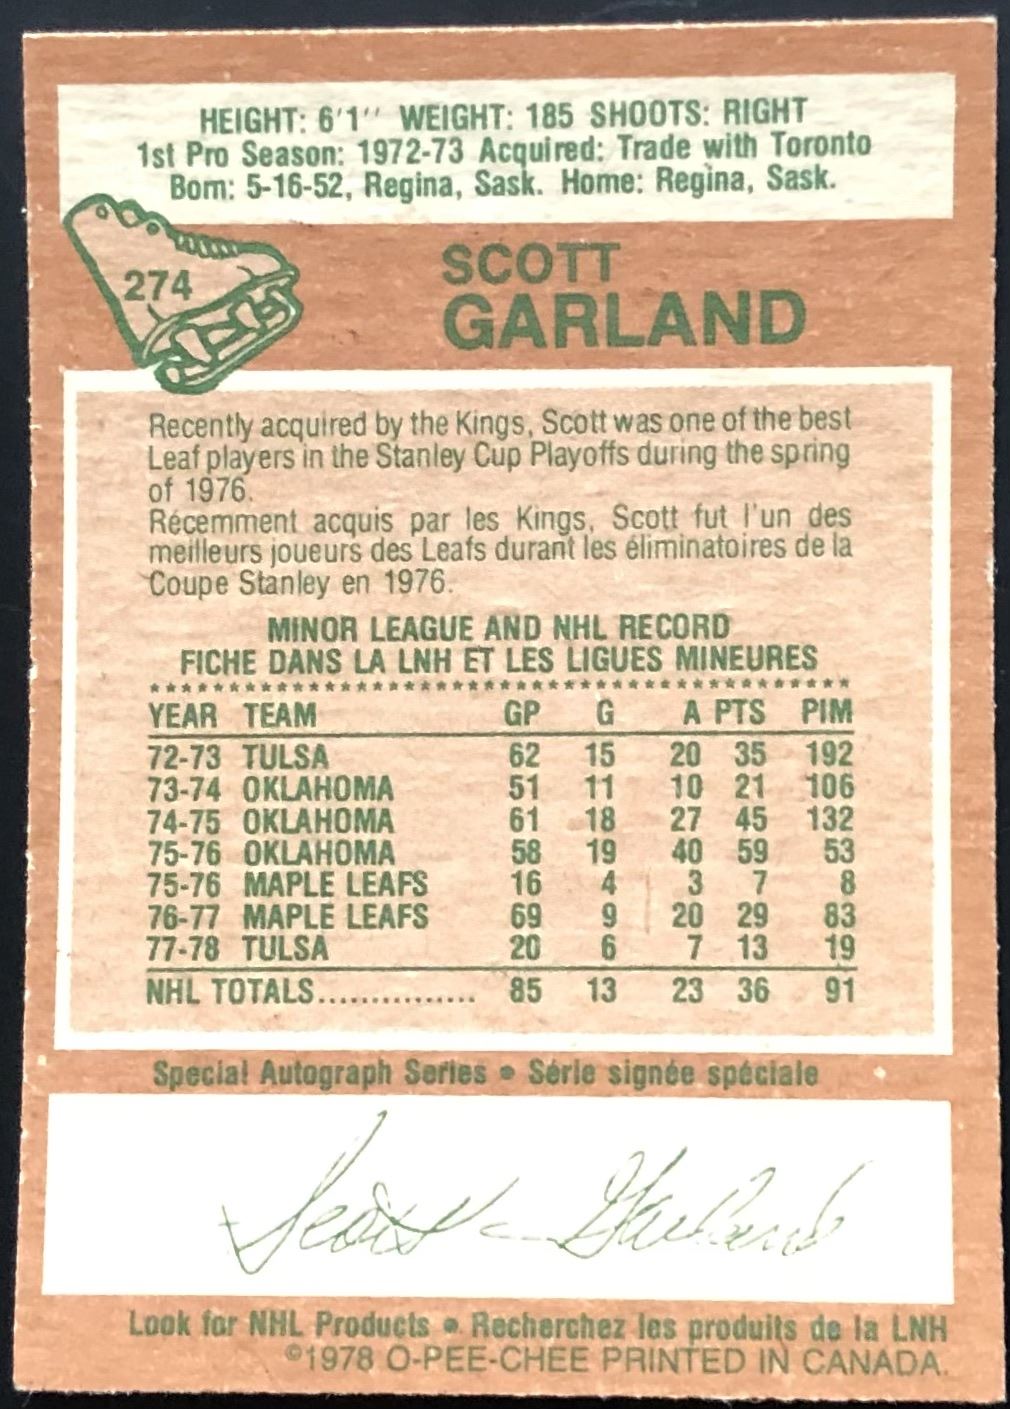 HEIGHT: 6'1'' WEIGHT: 185 SHOOTS: RIGHT
1st Pro Season: 1972-73 Acquired: Trade with Toronto
Born: 5-16-52, Regina, Sask. Home: Regina, Sask.
274
SCOTT
GARLAND
Recently acquired by the Kings, Scott was one of the best
Leaf players in the Stanley Cup Playoffs during the spring
of 1976.
Récemment acquis par les Kings, Scott fut l'un des
meilleurs joueurs des Leafs durant les éliminatoires de la
Coupe Stanley en 1976.
MINOR LEAGUE AND NHL RECORD
FICHE DANS LA LNH ET LES LIGUES MINEURES
YEAR TEAM GP G A PTS PIM
72-73 TULSA 62 15 20 35 192
73-74 OKLAHOMA 51 11 10 21 106
74-75 OKLAHOMA 61 18 27 45 132
75-76 OKLAHOMA 58 19 40 59 53
75-76 MAPLE LEAFS 16 4 3 7 8
76-77 MAPLE LEAFS 69 9 20 29 83
77-78 TULSA 20 6 7 13 19
NHL TOTALS............... 85 13 23 36 91
Special Autograph Series • Série signée spéciale
Scott Garland
Look for NHL Products • Recherchez les produits de la LNH
©1978 O-PEE-CHEE PRINTED IN CANADA.